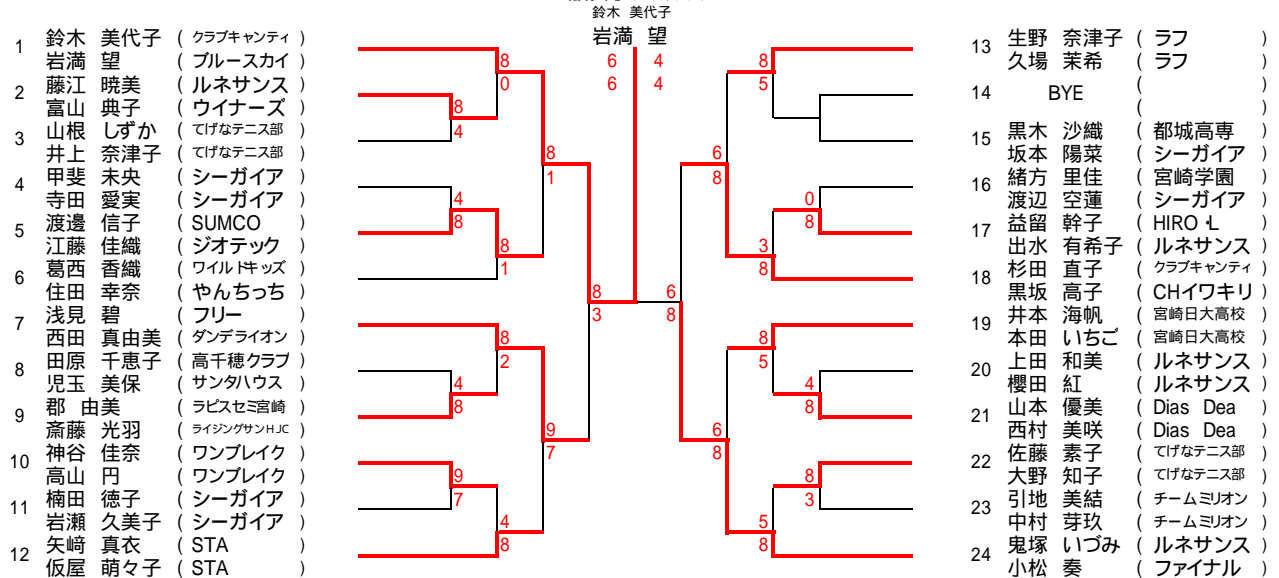 鈴木 美代子
岩満 望
6 4
6 4
1 鈴木 美代子 ( クラブキャンティ )
岩満 望 ( ブルースカイ )
2 藤江 暁美 ( ルネサンス )
富山 典子 ( ウイナーズ )
3 山根 しずか ( てげなテニス部 )
井上 奈津子 ( てげなテニス部 )
4 甲斐 未央 ( シーガイア )
寺田 愛実 ( シーガイア )
5 渡邊 信子 ( SUMCO )
江藤 佳織 ( ジオテック )
6 葛西 香織 ( ワイルドキッズ )
住田 幸奈 ( やんちっち )
7 浅見 碧 ( フリー )
西田 真由美 ( ダンデライオン )
8 田原 千恵子 ( 高千穂クラブ )
児玉 美保 ( サンタハウス )
9 郡 由美 ( ラピスセミ宮崎 )
斎藤 光羽 ( ライジングサンHJC )
10 神谷 佳奈 ( ワンブレイク )
高山 円 ( ワンブレイク )
11 楠田 徳子 ( シーガイア )
岩瀬 久美子 ( シーガイア )
12 矢﨑 真衣 ( STA )
仮屋 萌々子 ( STA )
8
0
8
4
8
1
4
8
8
1
8
3
8
2
4
8
9
7
9
7
4
8
8
5
6
8
0
8
3
8
6
8
8
5
4
8
6
8
8
3
5
8
13 生野 奈津子 ( ラフ )
久場 茉希 ( ラフ )
14 BYE ( )
( )
15 黒木 沙織 ( 都城高専 )
坂本 陽菜 ( シーガイア )
16 緒方 里佳 ( 宮崎学園 )
渡辺 空蓮 ( シーガイア )
17 益留 幹子 ( HIRO・L )
出水 有希子 ( ルネサンス )
18 杉田 直子 ( クラブキャンティ )
黒坂 高子 ( CHイワキリ )
19 井本 海帆 ( 宮崎日大高校 )
本田 いちご ( 宮崎日大高校 )
20 上田 和美 ( ルネサンス )
櫻田 紅 ( ルネサンス )
21 山本 優美 ( Dias Dea )
西村 美咲 ( Dias Dea )
22 佐藤 素子 ( てげなテニス部 )
大野 知子 ( てげなテニス部 )
23 引地 美結 ( チームミリオン )
中村 芽玖 ( チームミリオン )
24 鬼塚 いづみ ( ルネサンス )
小松 奏 ( ファイナル )